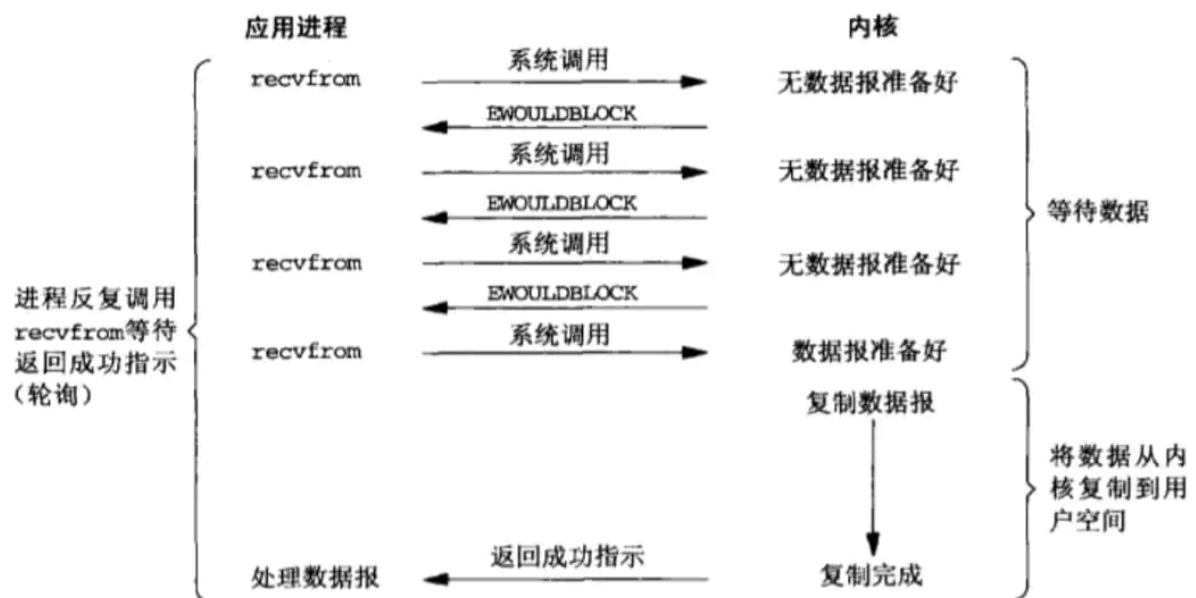 应用进程
内核
recvfrom
系统调用
无数据报准备好
EWOULDBLOCK
recvfrom
系统调用
无数据报准备好
EWOULDBLOCK
recvfrom
系统调用
无数据报准备好
EWOULDBLOCK
recvfrom
系统调用
数据报准备好
等待数据
进程反复调用
recvfrom等待
返回成功指示
（轮询）
复制数据报
将数据从内
核复制到用
户空间
处理数据报
返回成功指示
复制完成